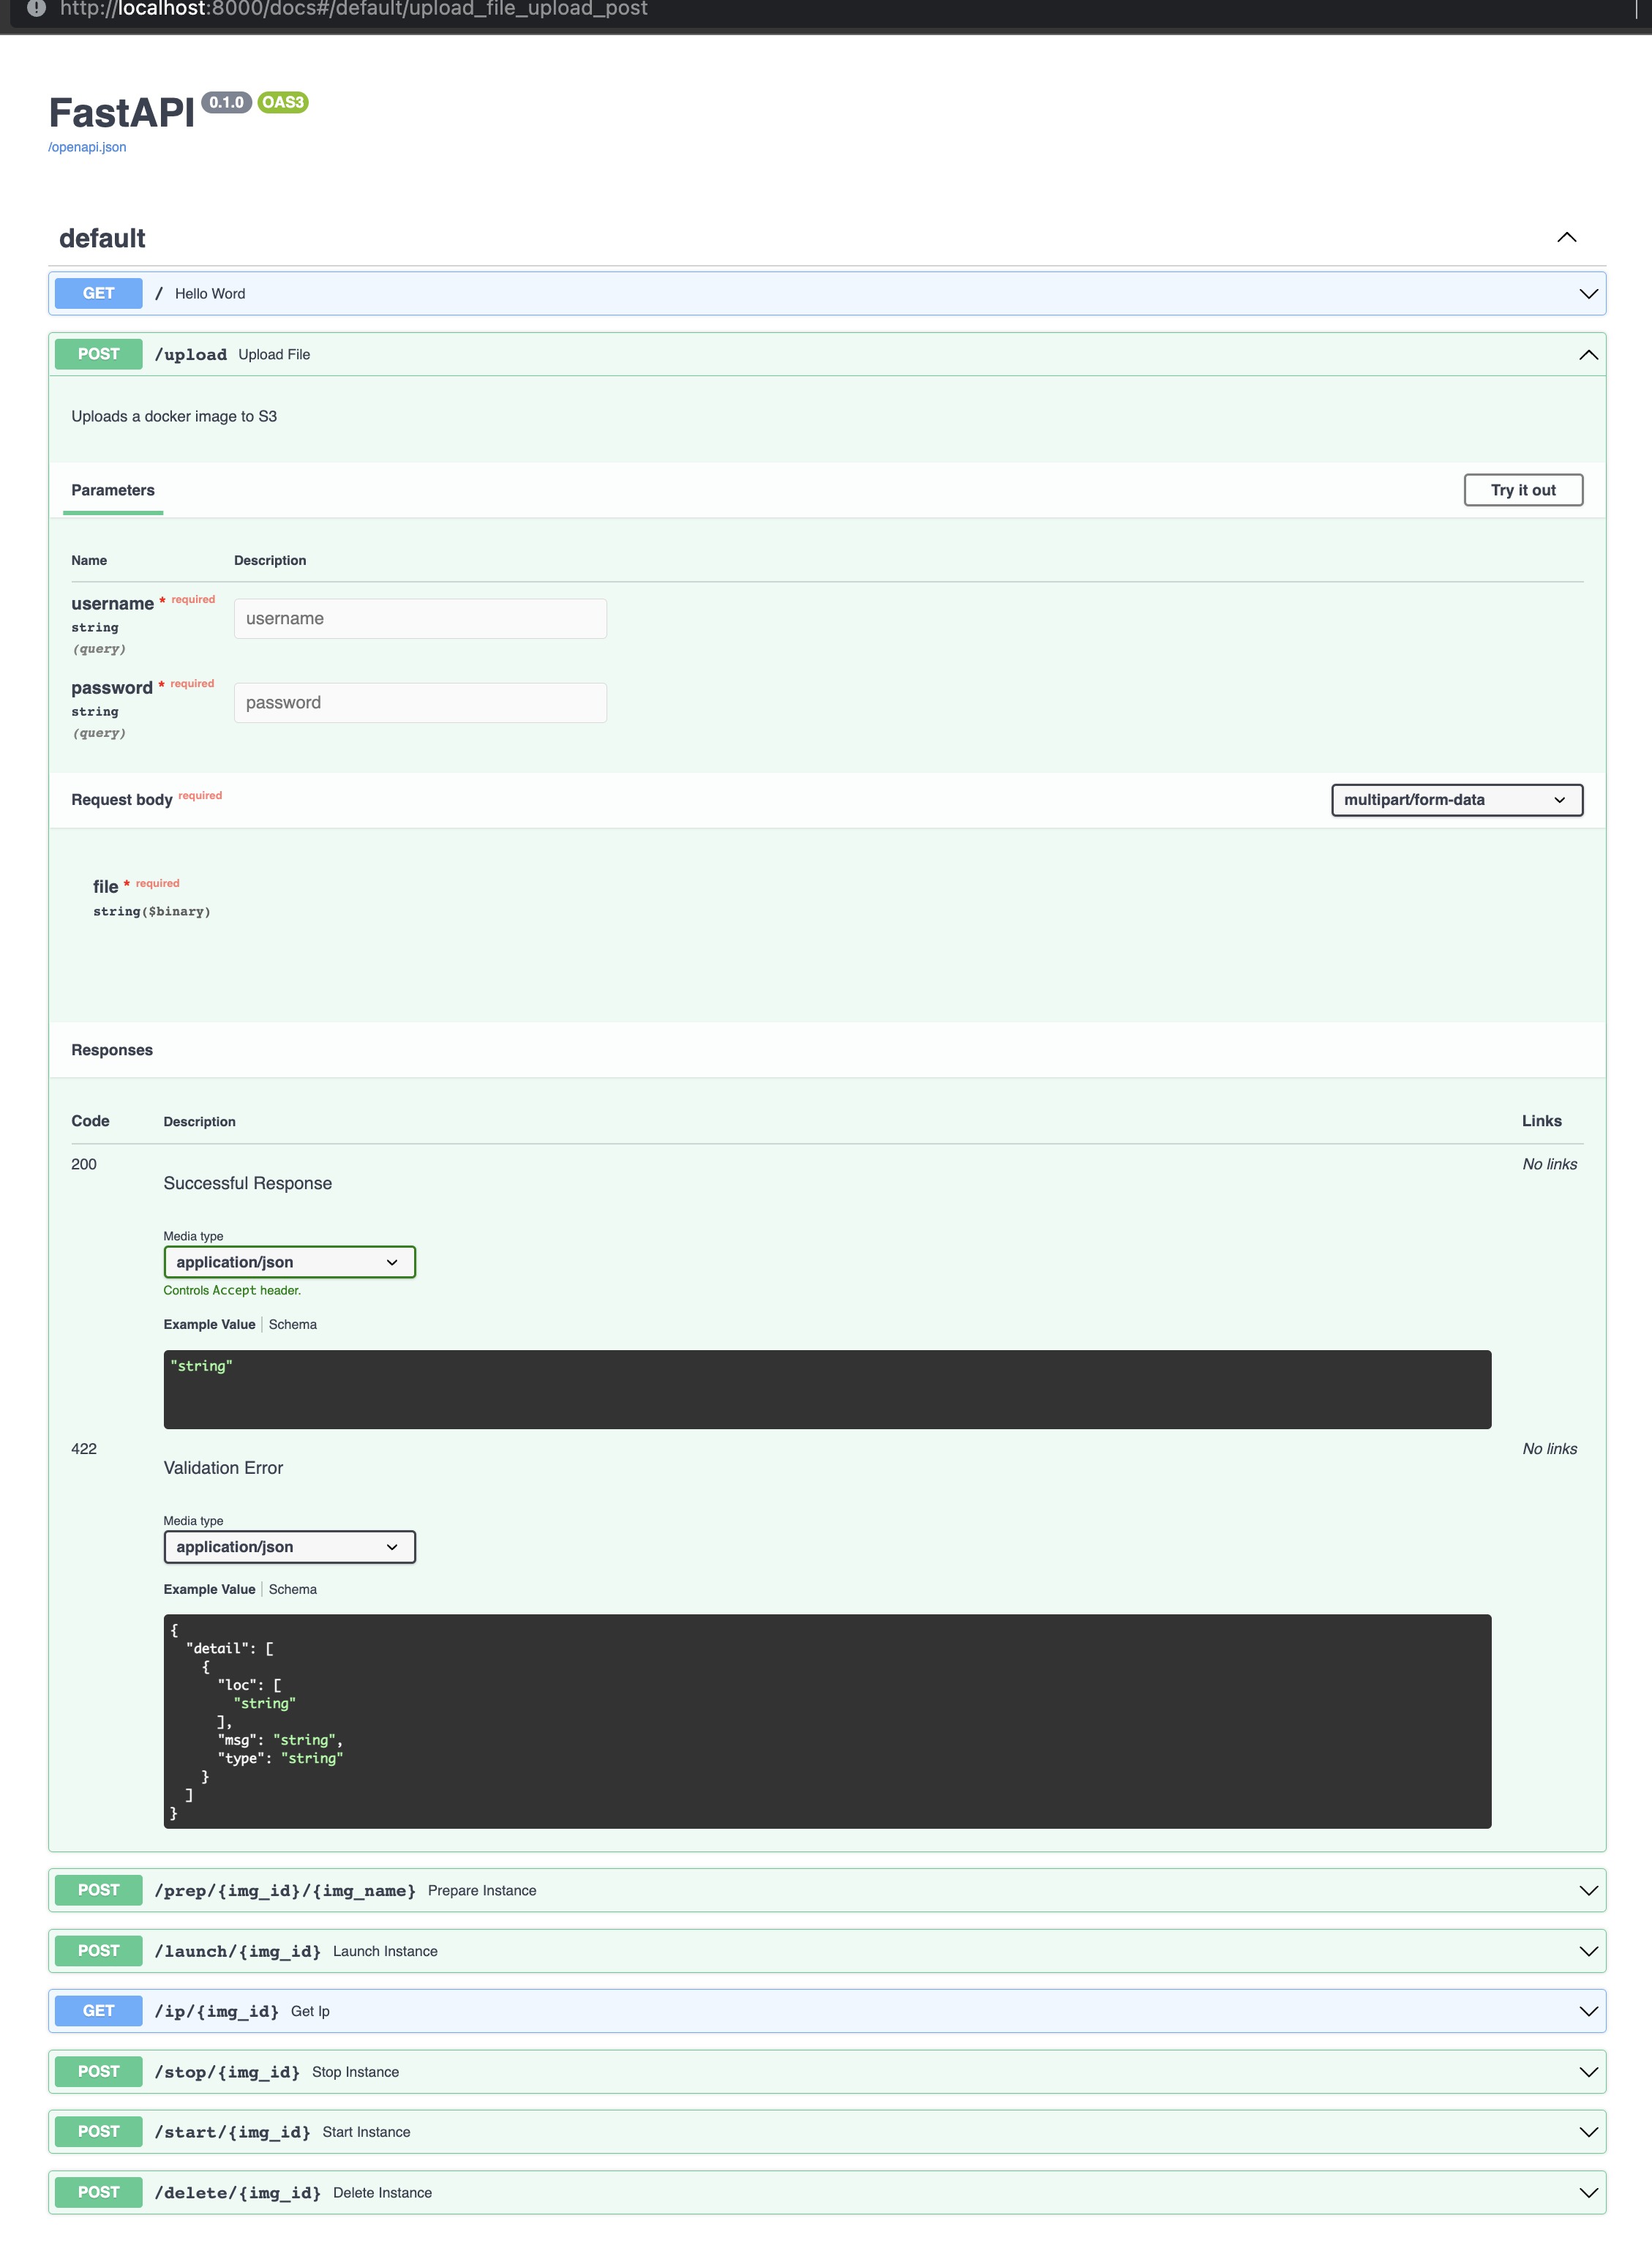 http://localhost:8000/docs#/default/upload_file_upload_post
FastAPI 0.1.0 OAS3
/openapi.json
default
GET / Hello Word
POST /upload Upload File
Uploads a docker image to S3
Parameters
Try it out
Name Description
username * required
string
(query)
username
password * required
string
(query)
password
Request body required
multipart/form-data
file * required
string($binary)
Responses
Code Description Links
200
Successful Response
No links
Media type
application/json
Controls Accept header.
Example Value Schema
"string"
422
Validation Error
No links
Media type
application/json
Example Value Schema
{
  "detail": [
    {
      "loc": [
        "string"
      ],
      "msg": "string",
      "type": "string"
    }
  ]
}
POST /prep/{img_id}/{img_name} Prepare Instance
POST /launch/{img_id} Launch Instance
GET /ip/{img_id} Get Ip
POST /stop/{img_id} Stop Instance
POST /start/{img_id} Start Instance
POST /delete/{img_id} Delete Instance